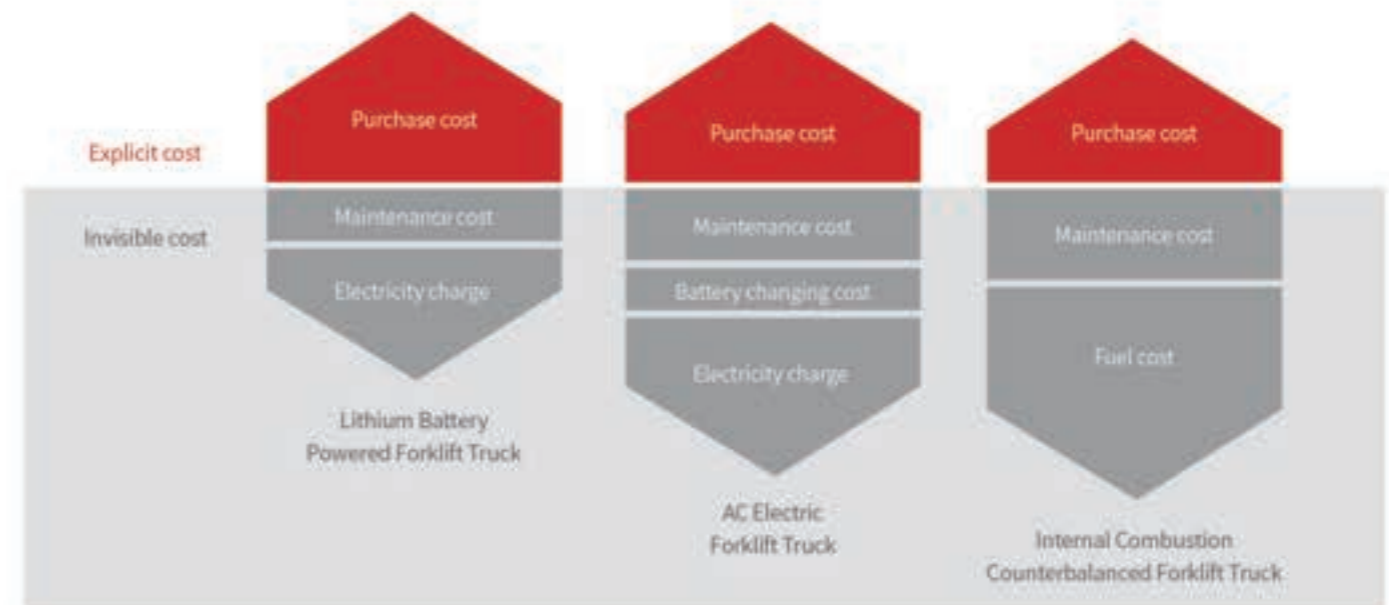 Explicit cost
Invisible cost
Purchase cost
Maintenance cost
Electricity charge
Lithium Battery
Powered Forklift Truck
Purchase cost
Maintenance cost
Battery changing cost
Electricity charge
AC Electric
Forklift Truck
Purchase cost
Maintenance cost
Fuel cost
Internal Combustion
Counterbalanced Forklift Truck